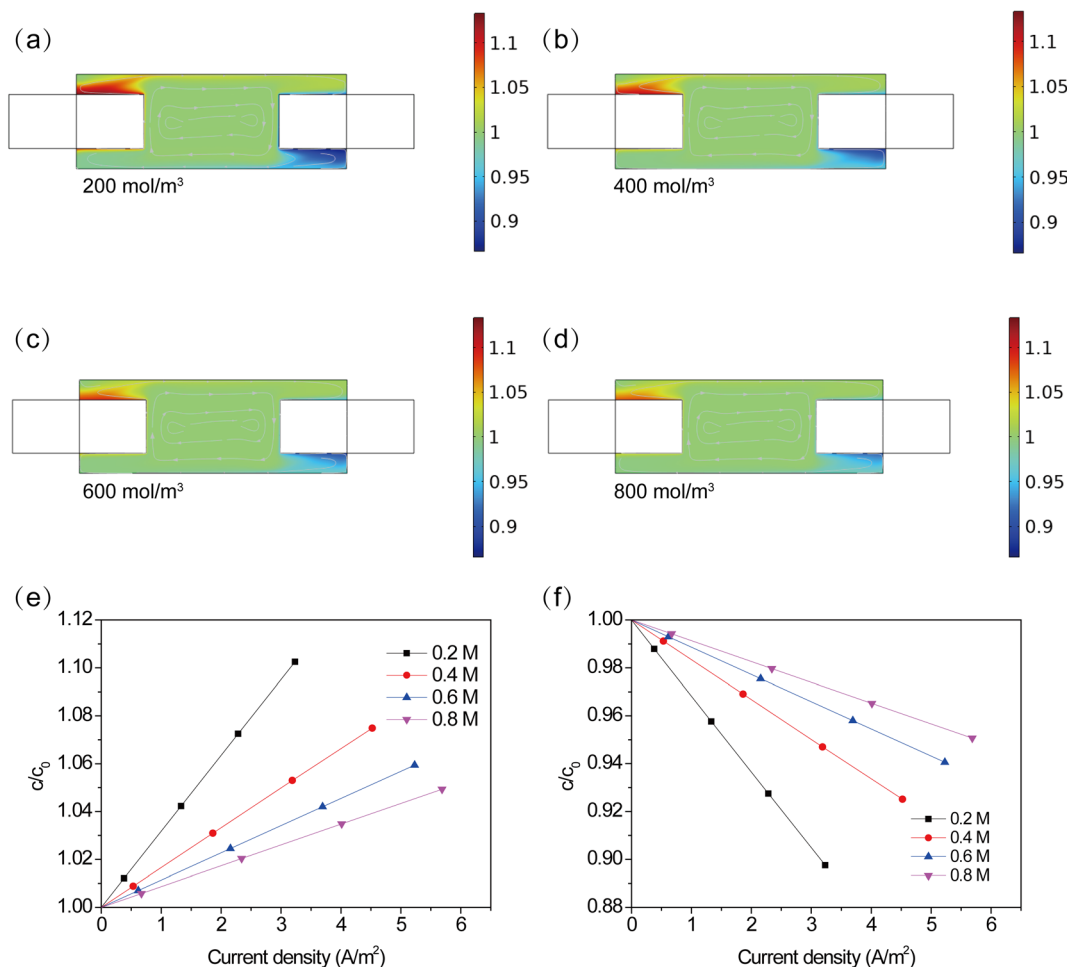 (a)
1.1
1.05
1
0.95
0.9
200 mol/m³
(b)
1.1
1.05
1
0.95
0.9
400 mol/m³
(c)
1.1
1.05
1
0.95
0.9
600 mol/m³
(d)
1.1
1.05
1
0.95
0.9
800 mol/m³
(e)
1.12
1.10
1.08
1.06
1.04
1.02
1.00
c/c₀
0.2 M
0.4 M
0.6 M
0.8 M
0 1 2 3 4 5 6
Current density (A/m²)
(f)
1.00
0.98
0.96
0.94
0.92
0.90
0.88
c/c₀
0.2 M
0.4 M
0.6 M
0.8 M
0 1 2 3 4 5 6
Current density (A/m²)